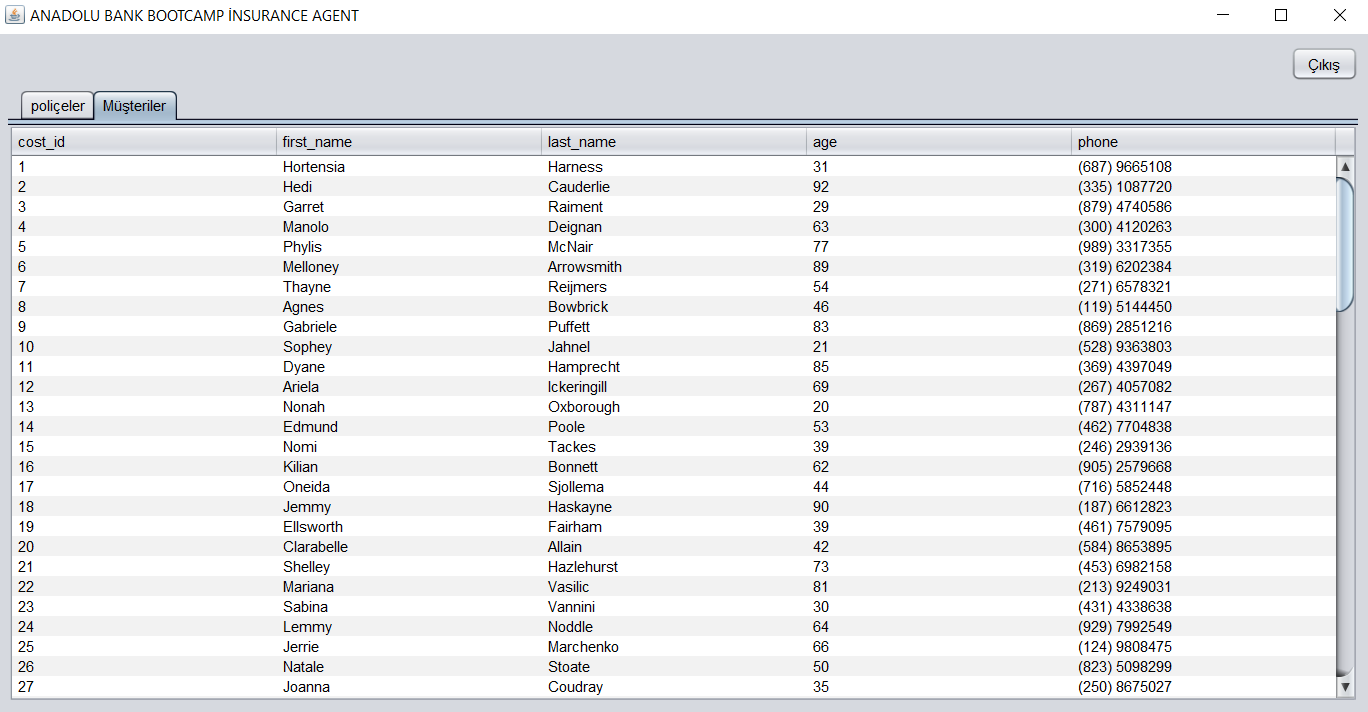 ANADOLU BANK BOOTCAMP İNSURANCE AGENT
Çıkış
poliçeler Müşteriler
cost_id first_name last_name age phone
1 Hortensia Harness 31 (687) 9665108
2 Hedi Cauderlie 92 (335) 1087720
3 Garret Raiment 29 (879) 4740586
4 Manolo Deignan 63 (300) 4120263
5 Phylis McNair 77 (989) 3317355
6 Melloney Arrowsmith 89 (319) 6202384
7 Thayne Reijmers 54 (271) 6578321
8 Agnes Bowbrick 46 (119) 5144450
9 Gabriele Puffett 83 (869) 2851216
10 Sophey Jahnel 21 (528) 9363803
11 Dyane Hamprecht 85 (369) 4397049
12 Ariela Ickeringill 69 (267) 4057082
13 Nonah Oxborough 20 (787) 4311147
14 Edmund Poole 53 (462) 7704838
15 Nomi Tackes 39 (246) 2939136
16 Kilian Bonnett 62 (905) 2579668
17 Oneida Sjollema 44 (716) 5852448
18 Jemmy Haskayne 90 (187) 6612823
19 Ellsworth Fairham 39 (461) 7579095
20 Clarabelle Allain 42 (584) 8653895
21 Shelley Hazlehurst 73 (453) 6982158
22 Mariana Vasilic 81 (213) 9249031
23 Sabina Vannini 30 (431) 4338638
24 Lemmy Noddle 64 (929) 7992549
25 Jerrie Marchenko 66 (124) 9808475
26 Natale Stoate 50 (823) 5098299
27 Joanna Coudray 35 (250) 8675027